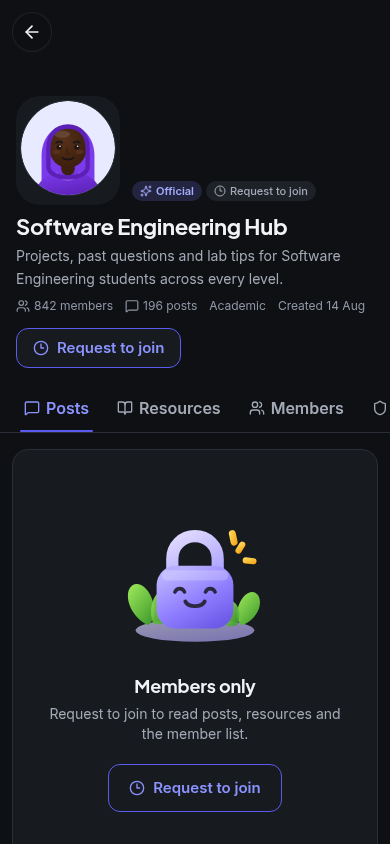 Official
Request to join
Software Engineering Hub
Projects, past questions and lab tips for Software
Engineering students across every level.
842 members 196 posts Academic Created 14 Aug
Request to join
Posts Resources Members
Members only
Request to join to read posts, resources and
the member list.
Request to join